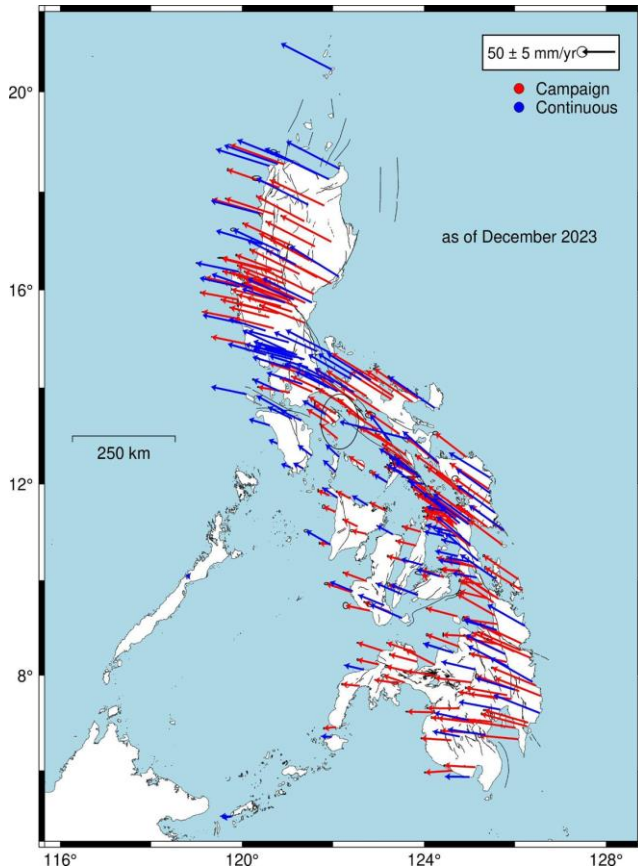 50 ± 5 mm/yr
Campaign
Continuous
20°
as of December 2023
16°
250 km
12°
8°
116° 120° 124° 128°